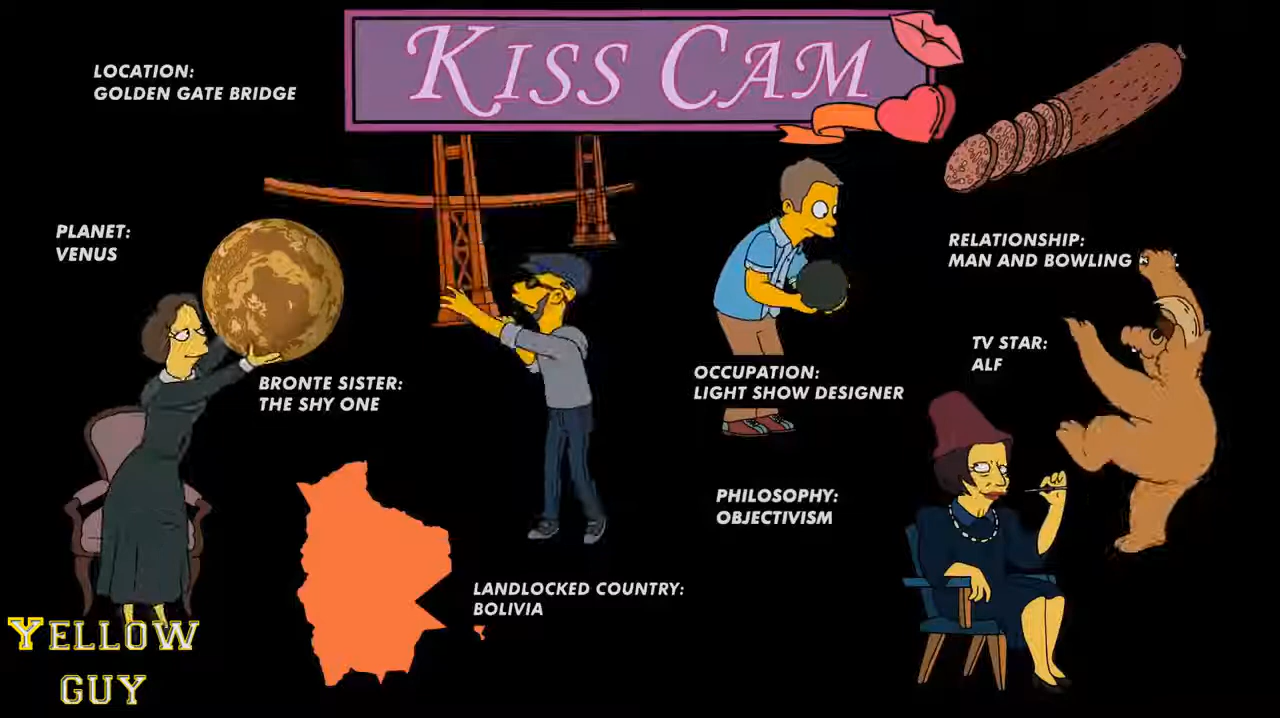 KISS CAM
LOCATION:
GOLDEN GATE BRIDGE
PLANET:
VENUS
RELATIONSHIP:
MAN AND BOWLING
TV STAR:
ALF
BRONTE SISTER:
THE SHY ONE
OCCUPATION:
LIGHT SHOW DESIGNER
PHILOSOPHY:
OBJECTIVISM
LANDLOCKED COUNTRY:
BOLIVIA
YELLOW
GUY